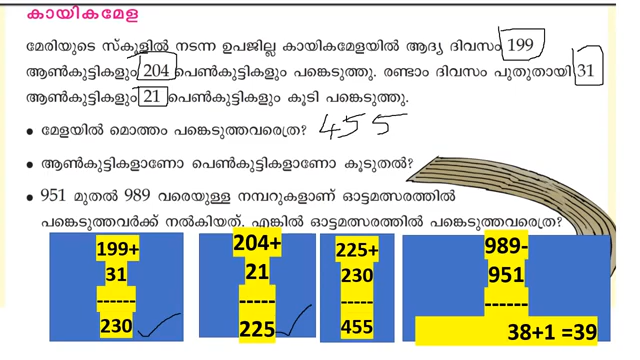 കായികമേള
മേരിയുടെ സ്കൂളിൽ നടന്ന ഉപജില്ല കായികമേളയിൽ ആദ്യ ദിവസം 199
ആൺകുട്ടികളും 204 പെൺകുട്ടികളും പങ്കെടുത്തു. രണ്ടാം ദിവസം പുതുതായി 31
ആൺകുട്ടികളും 21 പെൺകുട്ടികളും കൂടി പങ്കെടുത്തു.
• മേളയിൽ മൊത്തം പങ്കെടുത്തവരെത്ര? 455
• ആൺകുട്ടികളാണോ പെൺകുട്ടികളാണോ കൂടുതൽ?
• 951 മുതൽ 989 വരെയുള്ള നമ്പറുകളാണ് ഓട്ടമത്സരത്തിൽ
പങ്കെടുത്തവർക്ക് നൽകിയത്. എങ്കിൽ ഓട്ടമത്സരത്തിൽ പങ്കെടുത്തവരെത്ര?
199+
31
------
230
204+
21
-----
225
225+
230
-----
455
989-
951
------
38+1 =39